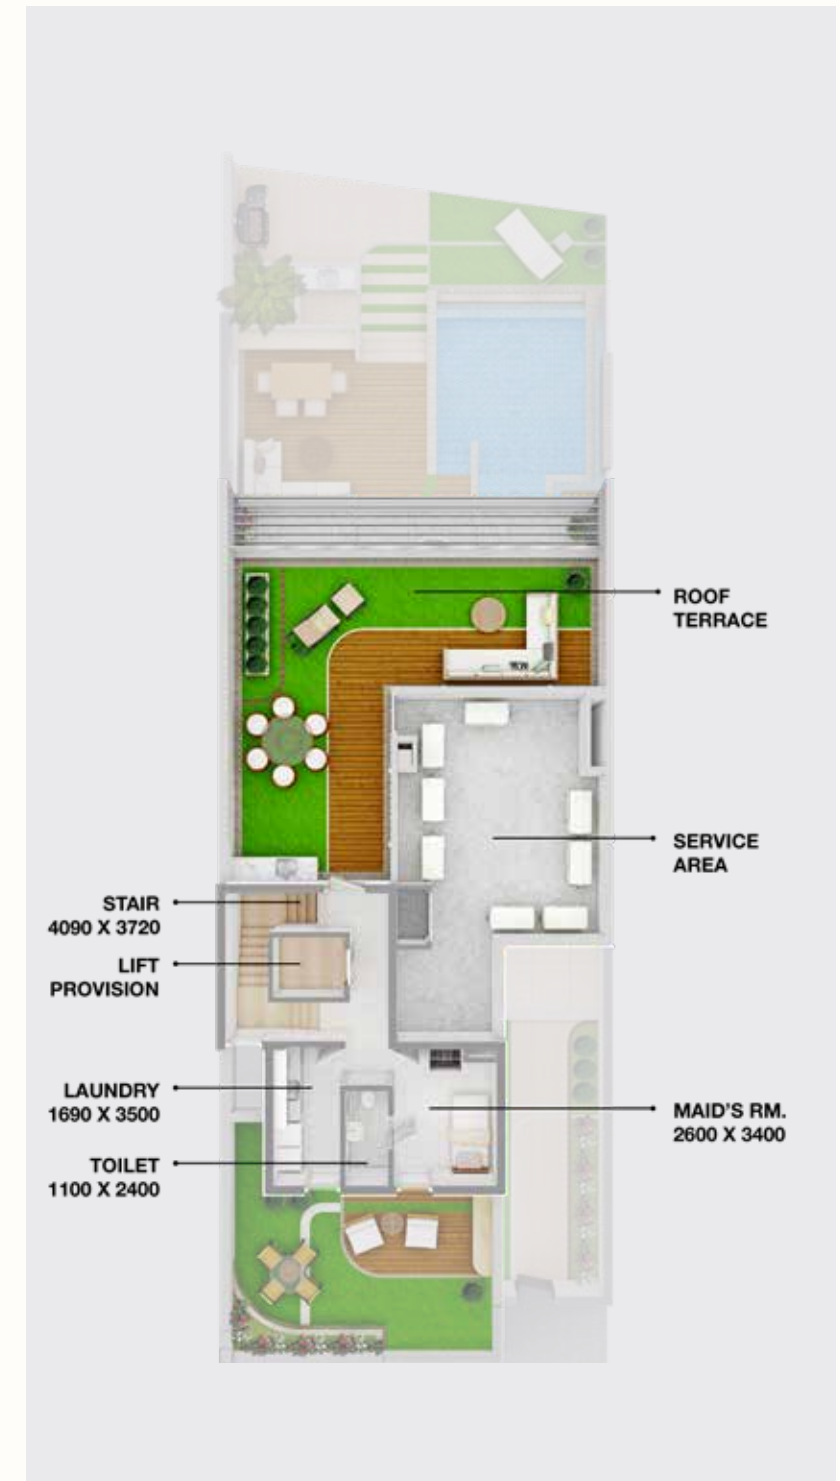 ROOF
TERRACE
SERVICE
AREA
STAIR
4090 X 3720
LIFT
PROVISION
LAUNDRY
1690 X 3500
MAID'S RM.
2600 X 3400
TOILET
1100 X 2400